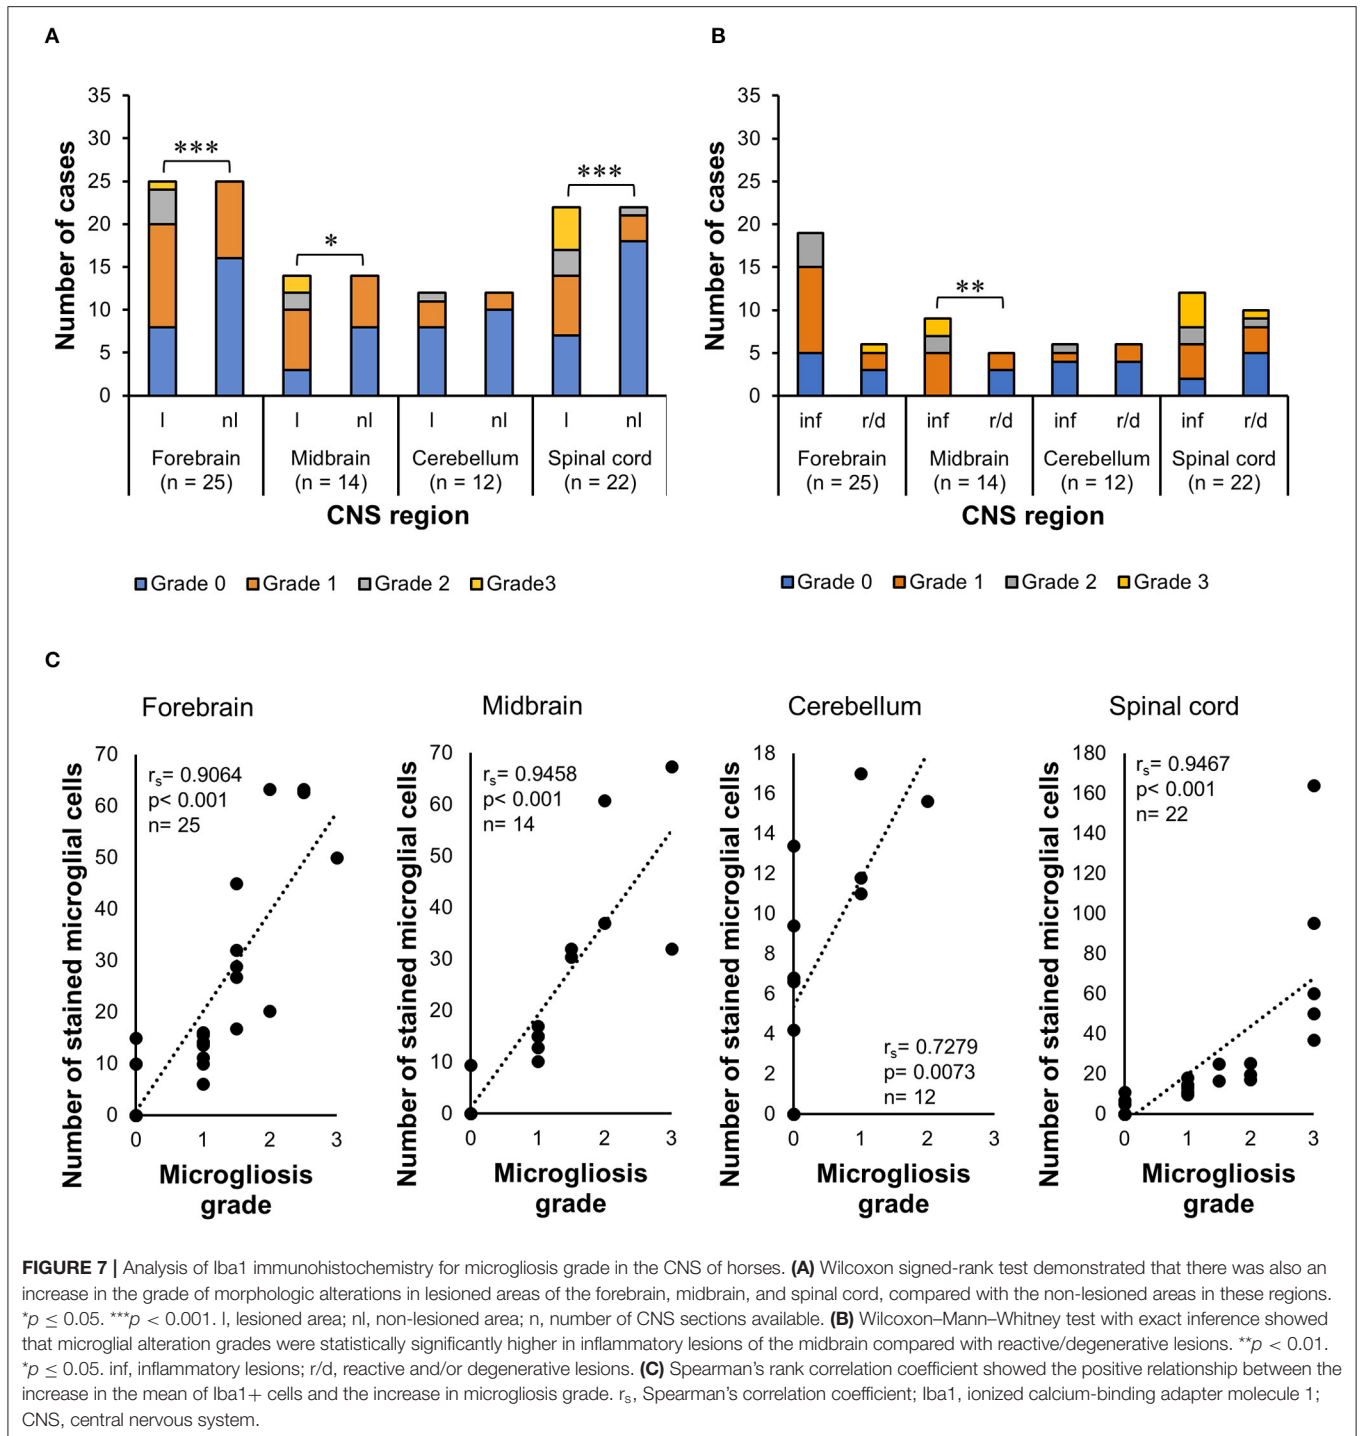 A
B
Number of cases
35
30
25
20
15
10
5
0
***
*
***
l nl l nl l nl l nl
Forebrain Midbrain Cerebellum Spinal cord
(n = 25) (n = 14) (n = 12) (n = 22)
CNS region
Grade 0 Grade 1 Grade 2 Grade3
Number of cases
35
30
25
20
15
10
5
0
**
inf r/d inf r/d inf r/d inf r/d
Forebrain Midbrain Cerebellum Spinal cord
(n = 25) (n = 14) (n = 12) (n = 22)
CNS region
Grade 0 Grade 1 Grade 2 Grade 3
C
Forebrain
Number of stained microglial cells
70
60
50
40
30
20
10
0
rs= 0.9064
p< 0.001
n= 25
0 1 2 3
Microgliosis
grade
Midbrain
Number of stained microglial cells
70
60
50
40
30
20
10
0
rs= 0.9458
p< 0.001
n= 14
0 1 2 3
Microgliosis
grade
Cerebellum
Number of stained microglial cells
18
16
14
12
10
8
6
4
2
0
rs= 0.7279
p= 0.0073
n= 12
0 1 2 3
Microgliosis
grade
Spinal cord
Number of stained microglial cells
180
160
140
120
100
80
60
40
20
0
rs= 0.9467
p< 0.001
n= 22
0 1 2 3
Microgliosis
grade
FIGURE 7 | Analysis of Iba1 immunohistochemistry for microgliosis grade in the CNS of horses. (A) Wilcoxon signed-rank test demonstrated that there was also an
increase in the grade of morphologic alterations in lesioned areas of the forebrain, midbrain, and spinal cord, compared with the non-lesioned areas in these regions.
*p ≤ 0.05. ***p < 0.001. l, lesioned area; nl, non-lesioned area; n, number of CNS sections available. (B) Wilcoxon–Mann–Whitney test with exact inference showed
that microglial alteration grades were statistically significantly higher in inflammatory lesions of the midbrain compared with reactive/degenerative lesions. **p < 0.01.
*p ≤ 0.05. inf, inflammatory lesions; r/d, reactive and/or degenerative lesions. (C) Spearman's rank correlation coefficient showed the positive relationship between the
increase in the mean of Iba1+ cells and the increase in microgliosis grade. rs, Spearman's correlation coefficient; Iba1, ionized calcium-binding adapter molecule 1;
CNS, central nervous system.